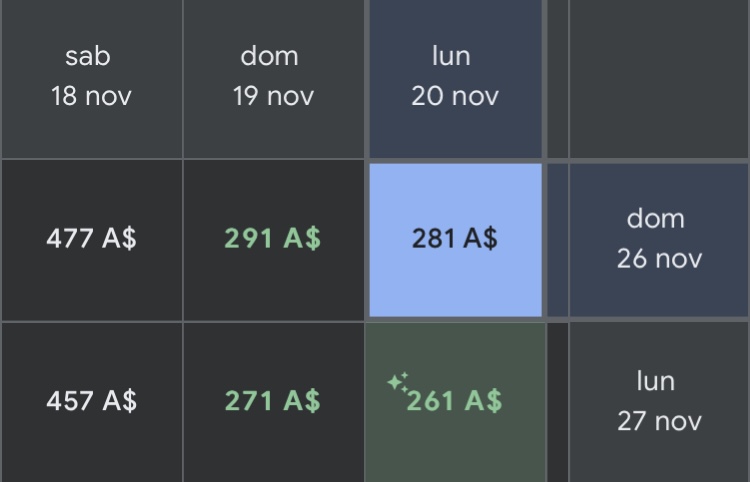 sab
18 nov
dom
19 nov
lun
20 nov
477 A$
291 A$
281 A$
dom
26 nov
457 A$
271 A$
261 A$
lun
27 nov